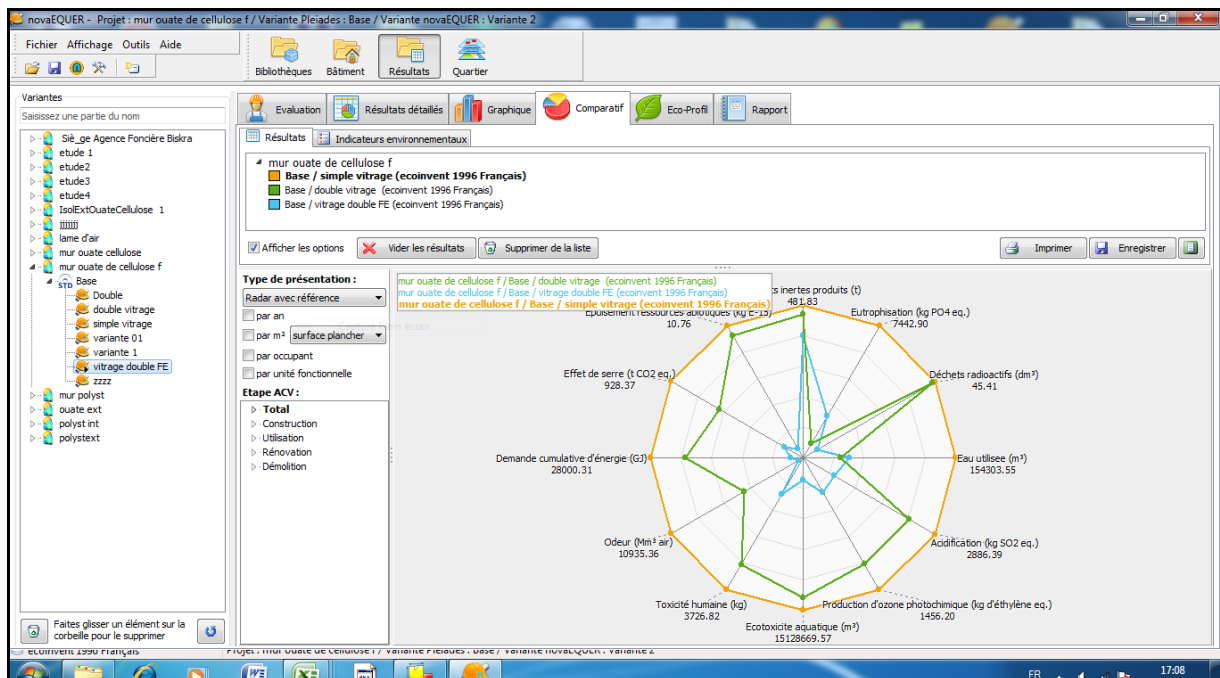 novaEQUER - Projet : mur ouate de cellulose f / Variante Pleiades : Base / Variante novaEQUER : Variante 2
Fichier Affichage Outils Aide
Bibliothèques Bâtiment Résultats Quartier
Variantes
Saisissez une partie du nom
Siè_ge Agence Foncière Biskra
etude 1
etude2
etude3
etude4
IsolExtOuateCellulose 1
jjjjjjj
lame d'air
mur ouate cellulose
mur ouate de cellulose f
STD Base
Double
double vitrage
simple vitrage
variante 01
variante 1
vitrage double FE
zzzz
mur polyst
ouate ext
polyst int
polystext
Faites glisser un élément sur la
corbeille pour le supprimer
Evaluation Résultats détaillés Graphique Comparatif Eco-Profil Rapport
Résultats Indicateurs environnementaux
mur ouate de cellulose f
Base / simple vitrage (ecoinvent 1996 Français)
Base / double vitrage (ecoinvent 1996 Français)
Base / vitrage double FE (ecoinvent 1996 Français)
Afficher les options Vider les résultats Supprimer de la liste Imprimer Enregistrer
Type de présentation :
Radar avec référence
par an
par m² surface plancher
par occupant
par unité fonctionnelle
Etape ACV :
Total
Construction
Utilisation
Rénovation
Démolition
mur ouate de cellulose f / Base / double vitrage (ecoinvent 1996 Français)
mur ouate de cellulose f / Base / vitrage double FE (ecoinvent 1996 Français)
mur ouate de cellulose f / Base / simple vitrage (ecoinvent 1996 Français)
ts inertes produits (t)
481.83
Eutrophisation (kg PO4 eq.)
7442.90
Déchets radioactifs (dm³)
45.41
Eau utilisee (m³)
154303.55
Acidification (kg SO2 eq.)
2886.39
Production d'ozone photochimique (kg d'éthylène eq.)
1456.20
Ecotoxicite aquatique (m³)
15128669.57
Toxicité humaine (kg)
3726.82
Odeur (Mm³ air)
10935.36
Demande cumulative d'énergie (GJ)
28000.31
Effet de serre (t CO2 eq.)
928.37
Epuisement ressources abiotiques (kg E-15)
10.76
ecoinvent 1996 Français
Projet : mur ouate de cellulose f / Variante Pleiades : Base / Variante novaEQUER : Variante 2
FR
17:08